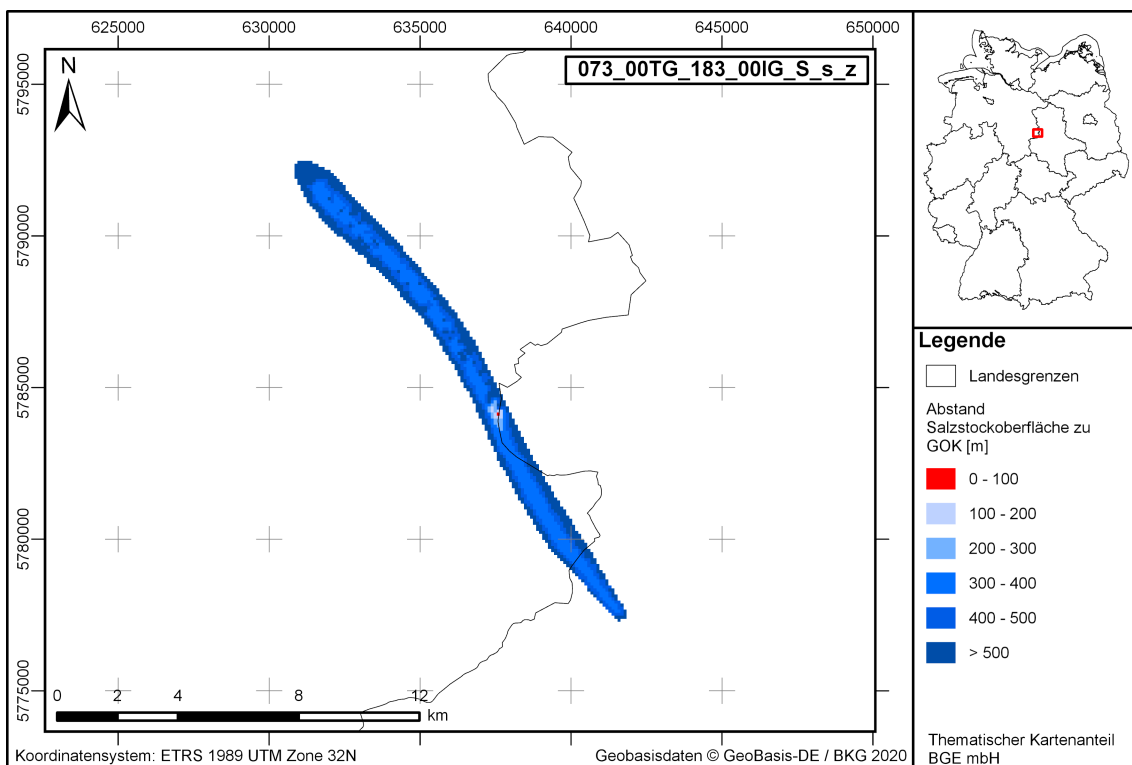 625000
630000
635000
640000
645000
650000
073_00TG_183_00IG_S_s_z
N
5795000
5790000
5785000
5780000
5775000
0
2
4
8
12
km
Koordinatensystem: ETRS 1989 UTM Zone 32N
Geobasisdaten © GeoBasis-DE / BKG 2020
Legende
Landesgrenzen
Abstand
Salzstockoberfläche zu
GOK [m]
0 - 100
100 - 200
200 - 300
300 - 400
400 - 500
> 500
Thematischer Kartenanteil
BGE mbH